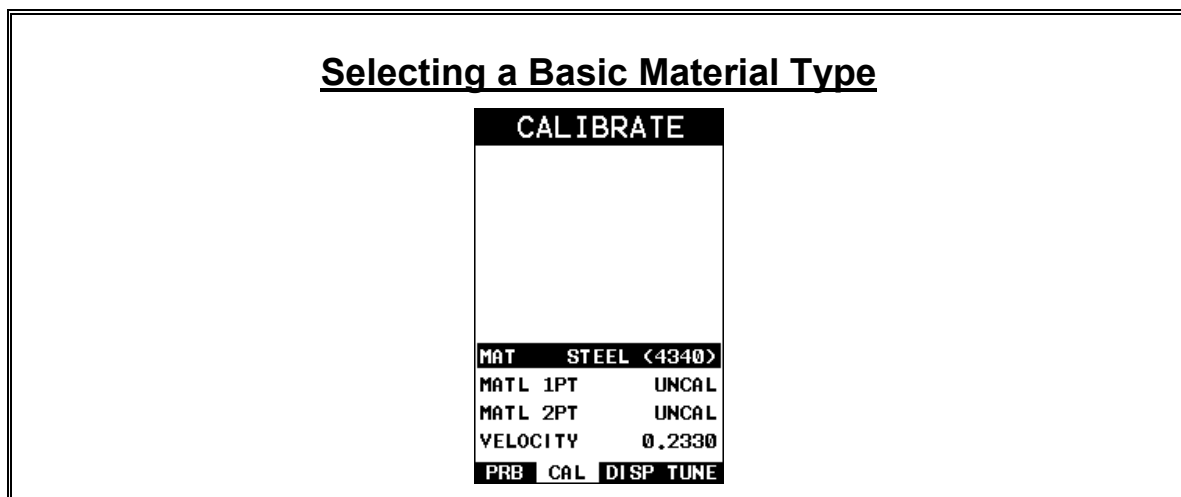 Selecting a Basic Material Type
CALIBRATE
MAT STEEL (4340)
MATL 1PT UNCAL
MATL 2PT UNCAL
VELOCITY 0.2330
PRB CAL DISP TUNE